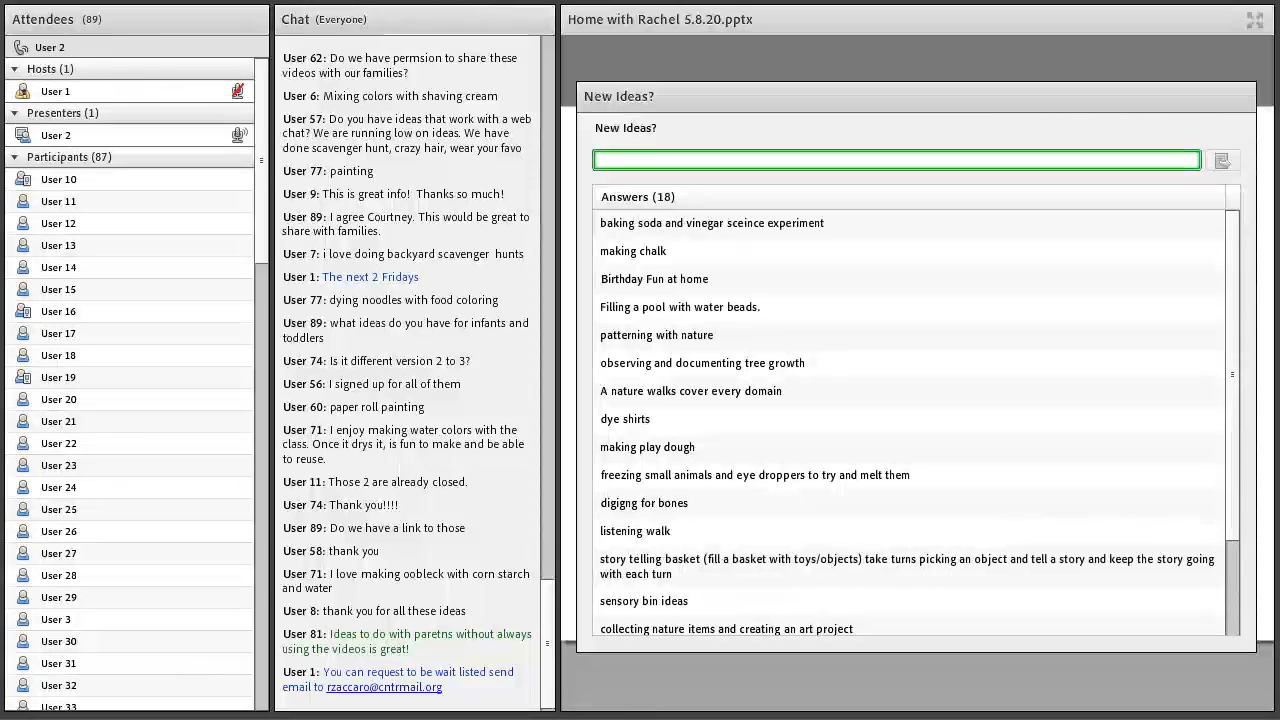 Attendees (89)
User 2
Hosts (1)
User 1
Presenters (1)
User 2
Participants (87)
User 10
User 11
User 12
User 13
User 14
User 15
User 16
User 17
User 18
User 19
User 20
User 21
User 22
User 23
User 24
User 25
User 26
User 27
User 28
User 29
User 3
User 30
User 31
User 32
User 33
Chat (Everyone)
User 62: Do we have permsion to share these
videos with our families?
User 6: Mixing colors with shaving cream
User 57: Do you have ideas that work with a web
chat? We are running low on ideas. We have
done scavenger hunt, crazy hair, wear your favo
User 77: painting
User 9: This is great info! Thanks so much!
User 89: I agree Courtney. This would be great to
share with families.
User 7: i love doing backyard scavenger hunts
User 1: The next 2 Fridays
User 77: dying noodles with food coloring
User 89: what ideas do you have for infants and
toddlers
User 74: Is it different version 2 to 3?
User 56: I signed up for all of them
User 60: paper roll painting
User 71: I enjoy making water colors with the
class. Once it drys it, is fun to make and be able
to reuse.
User 11: Those 2 are already closed.
User 74: Thank you!!!!
User 89: Do we have a link to those
User 58: thank you
User 71: I love making oobleck with corn starch
and water
User 8: thank you for all these ideas
User 81: Ideas to do with paretns without always
using the videos is great!
User 1: You can request to be wait listed send
email to rzaccaro@cntrmail.org
Home with Rachel 5.8.20.pptx
New Ideas?
New Ideas?
Answers (18)
baking soda and vinegar sceince experiment
making chalk
Birthday Fun at home
Filling a pool with water beads.
patterning with nature
observing and documenting tree growth
A nature walks cover every domain
dye shirts
making play dough
freezing small animals and eye droppers to try and melt them
digigng for bones
listening walk
story telling basket (fill a basket with toys/objects) take turns picking an object and tell a story and keep the story going
with each turn
sensory bin ideas
collecting nature items and creating an art project